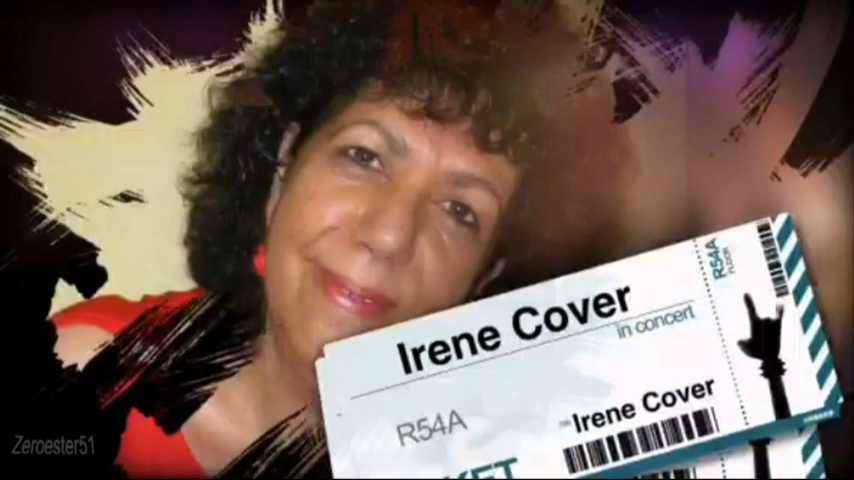 Irene Cover
in concert
R54A
FLOOR
R54A
Irene Cover
Zeroester51